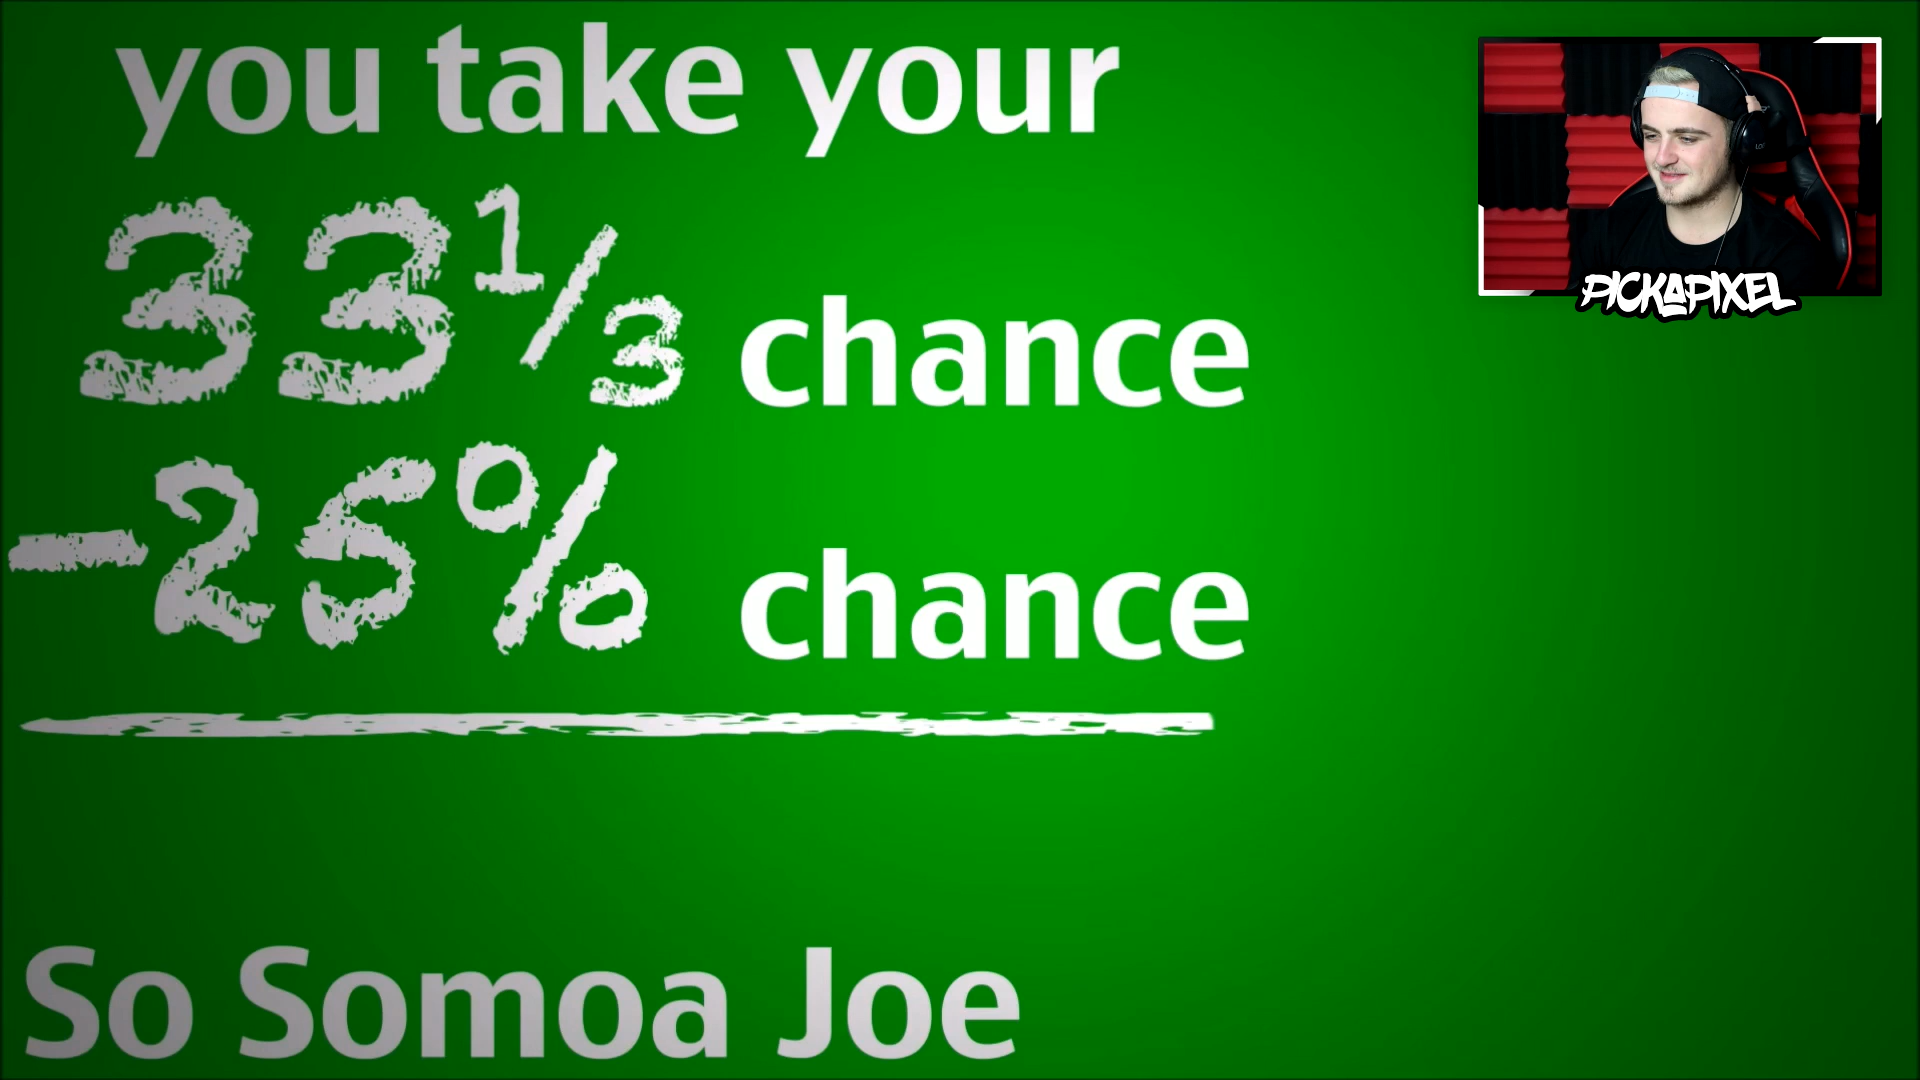 you take your
33 1/3 chance
-25% chance
So Somoa Joe
PICKAPIXEL